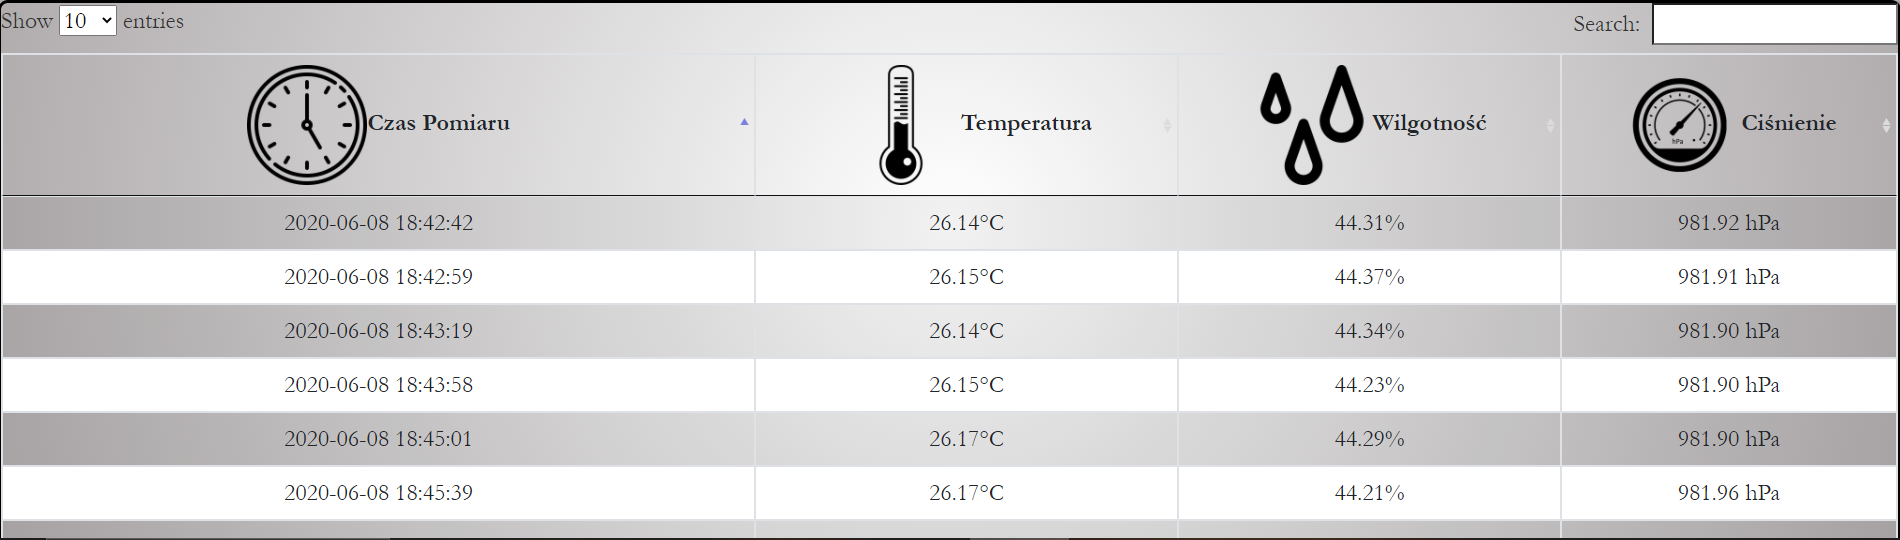 Show 10 entries Search:
Czas Pomiaru Temperatura Wilgotność hPa Ciśnienie
2020-06-08 18:42:42 26.14°C 44.31% 981.92 hPa
2020-06-08 18:42:59 26.15°C 44.37% 981.91 hPa
2020-06-08 18:43:19 26.14°C 44.34% 981.90 hPa
2020-06-08 18:43:58 26.15°C 44.23% 981.90 hPa
2020-06-08 18:45:01 26.17°C 44.29% 981.90 hPa
2020-06-08 18:45:39 26.17°C 44.21% 981.96 hPa